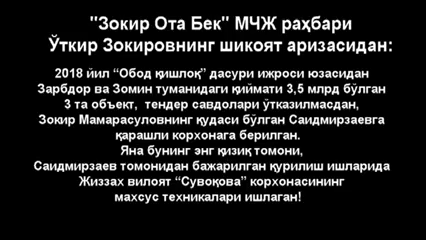 "Зокир Ота Бек" МЧЖ раҳбари
Ўткир Зокировнинг шикоят аризасидан:
2018 йил “Обод қишлоқ” дасури ижроси юзасидан
Зарбдор ва Зомин туманидаги қиймати 3,5 млрд бўлган
3 та объект,  тендер савдолари ўтказилмасдан,
Зокир Мамарасуловнинг қудаси бўлган Саидмирзаевга
қарашли корхонага берилган.
Яна бунинг энг қизиқ томони,
Саидмирзаев томонидан бажарилган қурилиш ишларида
Жиззах вилоят “Сувоқова” корхонасининг
махсус техникалари ишлаган!